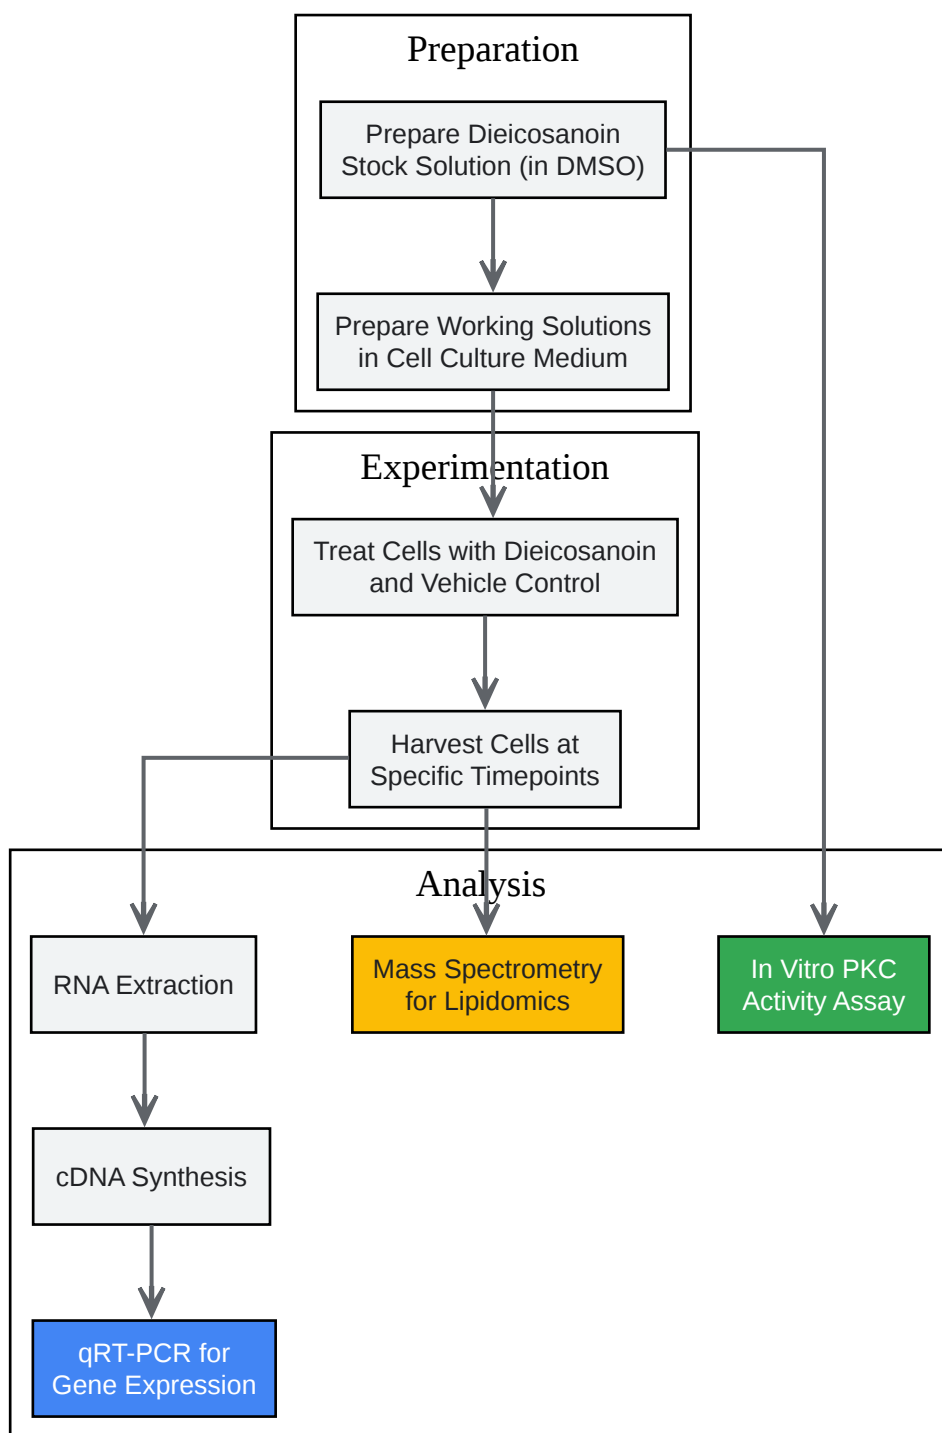 Preparation
Prepare Dieicosanoin
Stock Solution (in DMSO)
Prepare Working Solutions
in Cell Culture Medium
Experimentation
Treat Cells with Dieicosanoin
and Vehicle Control
Harvest Cells at
Specific Timepoints
Analysis
RNA Extraction
Mass Spectrometry
for Lipidomics
In Vitro PKC
Activity Assay
cDNA Synthesis
qRT-PCR for
Gene Expression